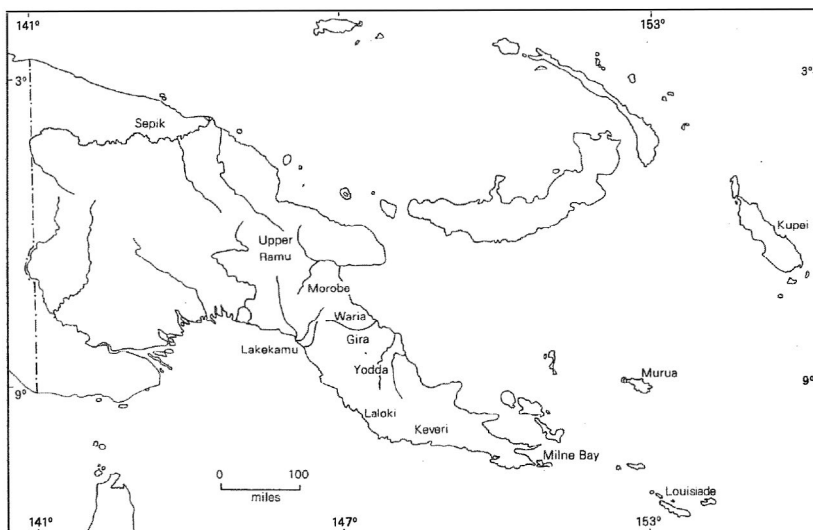 141°
153°
3°
3°
Sepik
Kupei
Upper
Ramu
Morobe
Waria
Lakekamu
Gira
Yodda
Murua
9°
9°
Laloki
Keveri
Milne Bay
0 100
miles
Louisiade
141°
147°
153°